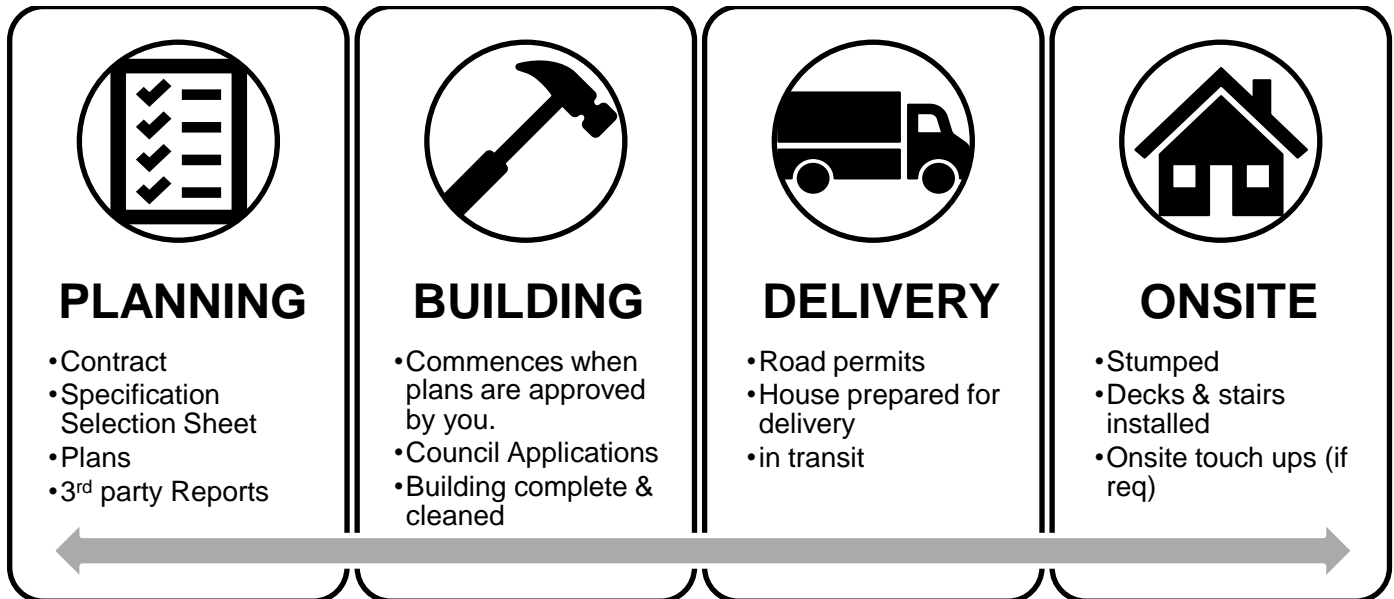 PLANNING
•Contract
•Specification
Selection Sheet
•Plans
•3rd party Reports
BUILDING
•Commences when
plans are approved
by you.
•Council Applications
•Building complete &
cleaned
DELIVERY
•Road permits
•House prepared for
delivery
•in transit
ONSITE
•Stumped
•Decks & stairs
installed
•Onsite touch ups (if
req)